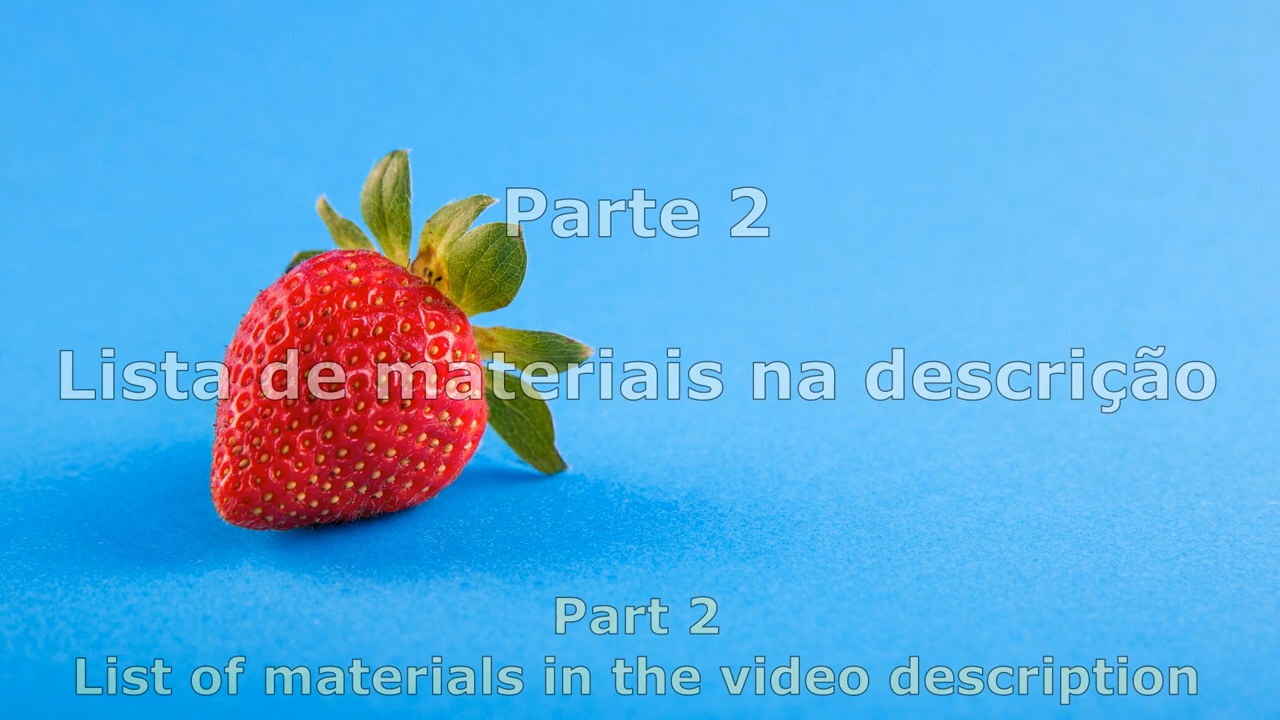 Parte 2
Lista de materiais na descrição
Part 2
List of materials in the video description